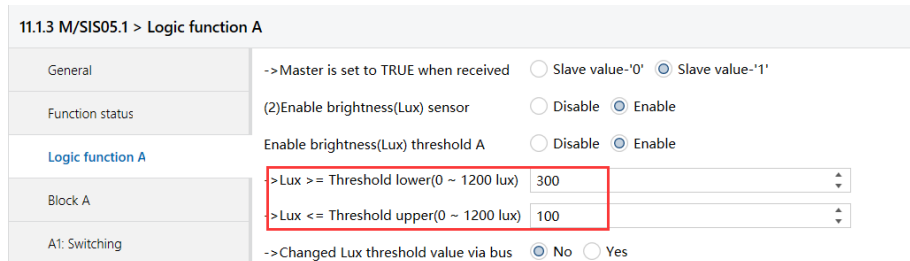 11.1.3 M/SIS05.1 > Logic function A
General
->Master is set to TRUE when received Slave value-'0' Slave value-'1'
Function status
(2)Enable brightness(Lux) sensor Disable Enable
Logic function A
Enable brightness(Lux) threshold A Disable Enable
->Lux >= Threshold lower(0 ~ 1200 lux) 300
Block A
->Lux <= Threshold upper(0 ~ 1200 lux) 100
A1: Switching
->Changed Lux threshold value via bus No Yes